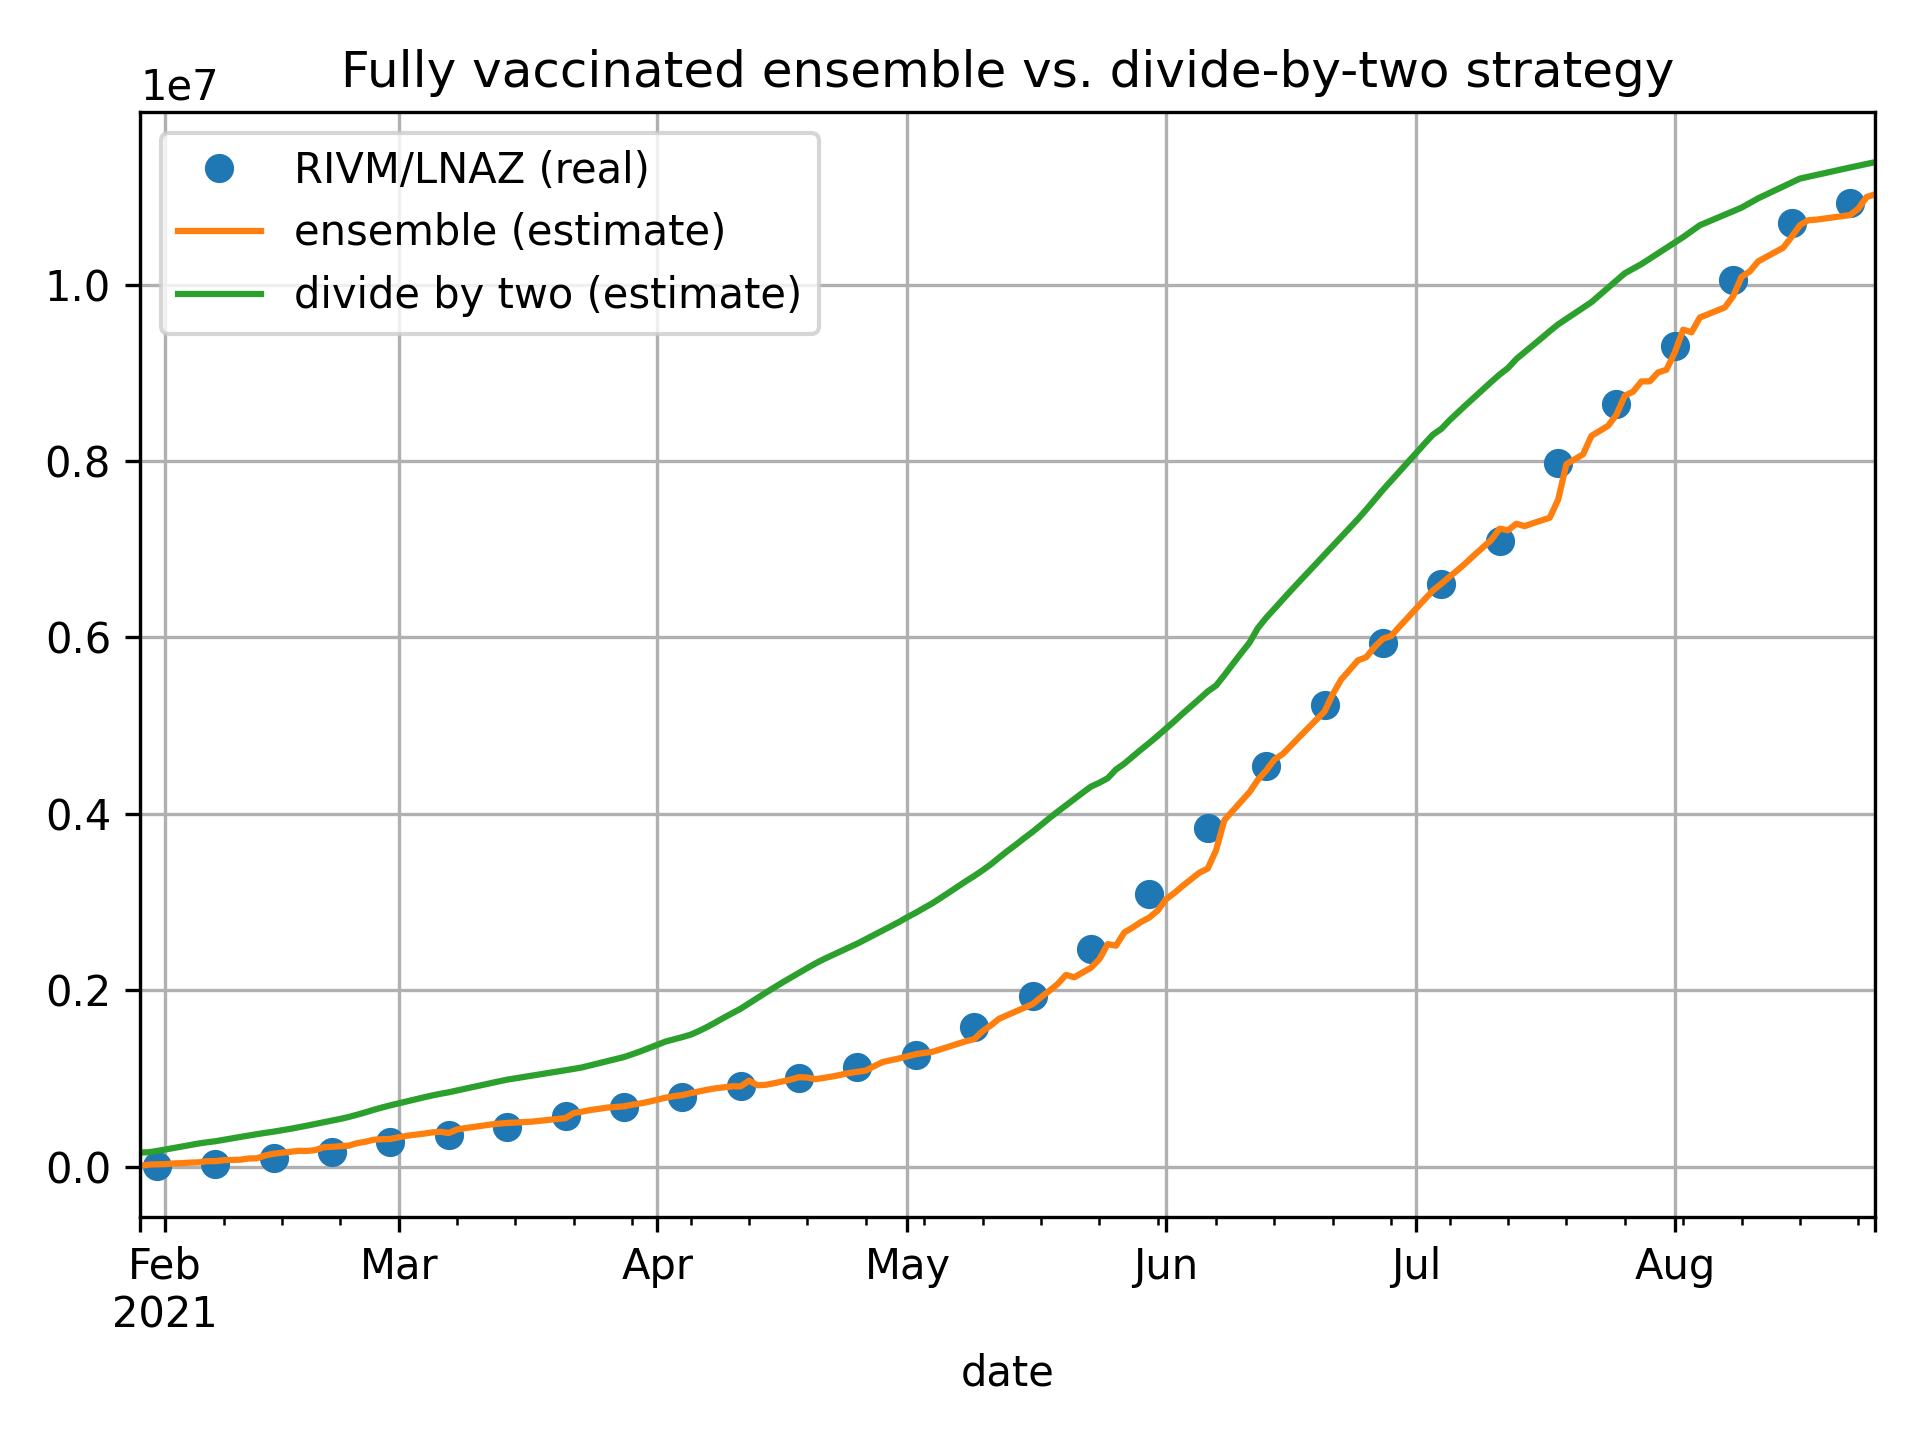 Fully vaccinated ensemble vs. divide-by-two strategy
1e7
RIVM/LNAZ (real)
ensemble (estimate)
divide by two (estimate)
1.0
0.8
0.6
0.4
0.2
0.0
Feb Mar Apr May Jun Jul Aug
2021
date